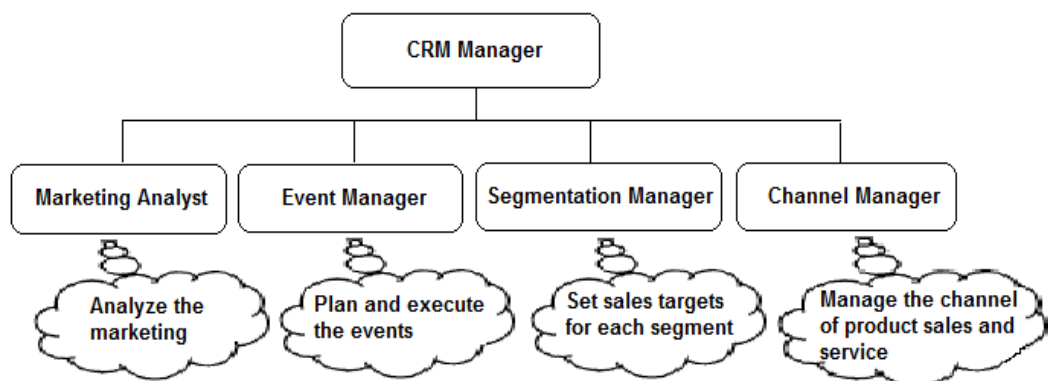 CRM Manager
Marketing Analyst
Event Manager
Segmentation Manager
Channel Manager
Analyze the
marketing
Plan and execute
the events
Set sales targets
for each segment
Manage the channel
of product sales and
service